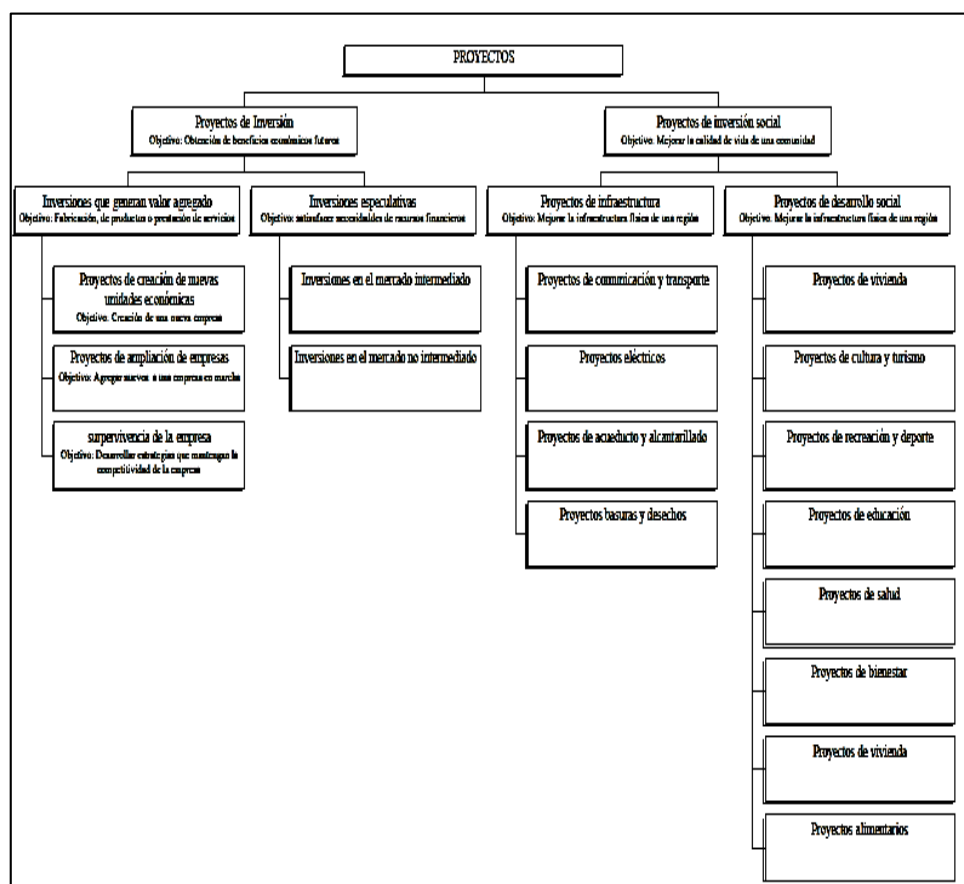 PROYECTOS
Proyectos de Inversión
Objetivo: Obtención de beneficios económicos futuros
Proyectos de inversión social
Objetivo: Mejorar la calidad de vida de una comunidad
Inversiones que generan valor agregado
Objetivo: Fabricación, de productos o prestación de servicios
Inversiones especulativas
Objetivo: necesidades de recursos financieros
Proyectos de infraestructura
Objetivo: Mejorar la infraestructura física de una región
Proyectos de desarrollo social
Objetivo: Mejorar la infraestructura física de una región
Proyectos de creación de nuevas
unidades económicas
Objetivo: Creación de una nueva empresa
Proyectos de ampliación de empresas
Objetivo: Agregar nuevos a una empresa en marcha
surpervivencia de la empresa
Objetivo: Desarrollar estrategias que mantengan la
competitividad de la empresa
Inversiones en el mercado intermediado
Inversiones en el mercado no intermediado
Proyectos de comunicación y transporte
Proyectos eléctricos
Proyectos de acueducto y alcantarillado
Proyectos basuras y desechos
Proyectos de vivienda
Proyectos de cultura y turismo
Proyectos de recreación y deporte
Proyectos de educación
Proyectos de salud
Proyectos de bienestar
Proyectos de vivienda
Proyectos alimentarios